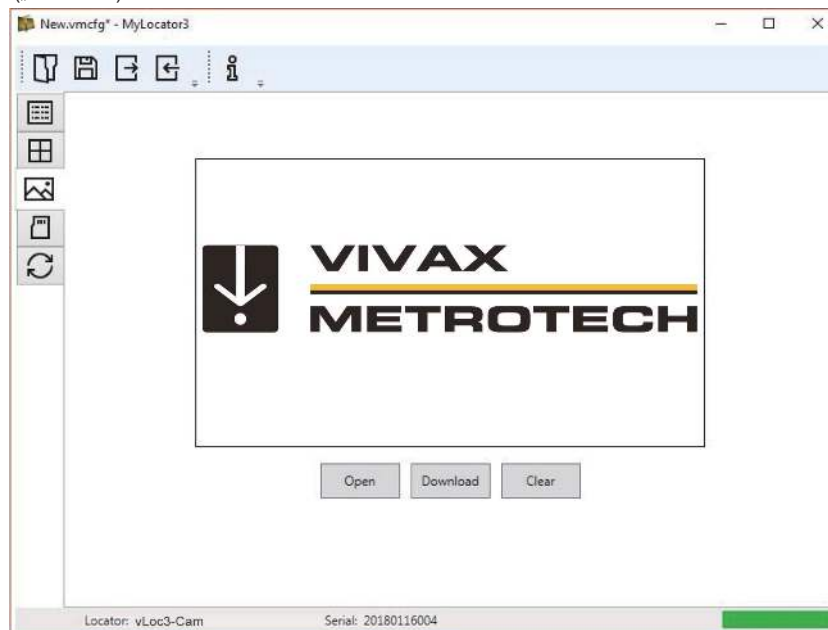 New.vmcfg* - MyLocator3
VIVAX
METROTECH
Open Download Clear
Locator: vLoc3-Cam Serial: 20180116004